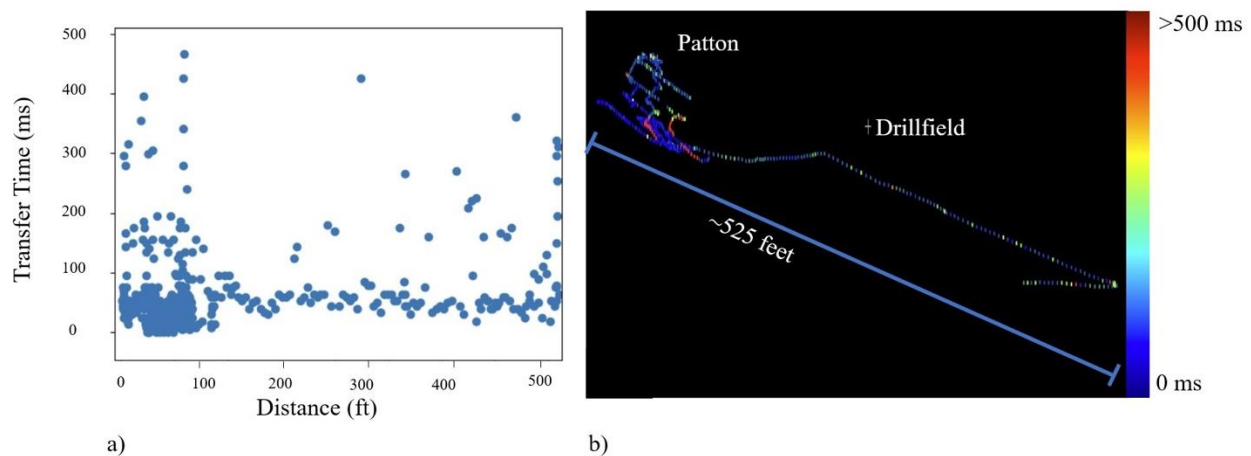 500
400
300
200
100
0
Transfer Time (ms)
0 100 200 300 400 500
Distance (ft)
a)
Patton
Drillfield
~525 feet
>500 ms
0 ms
b)